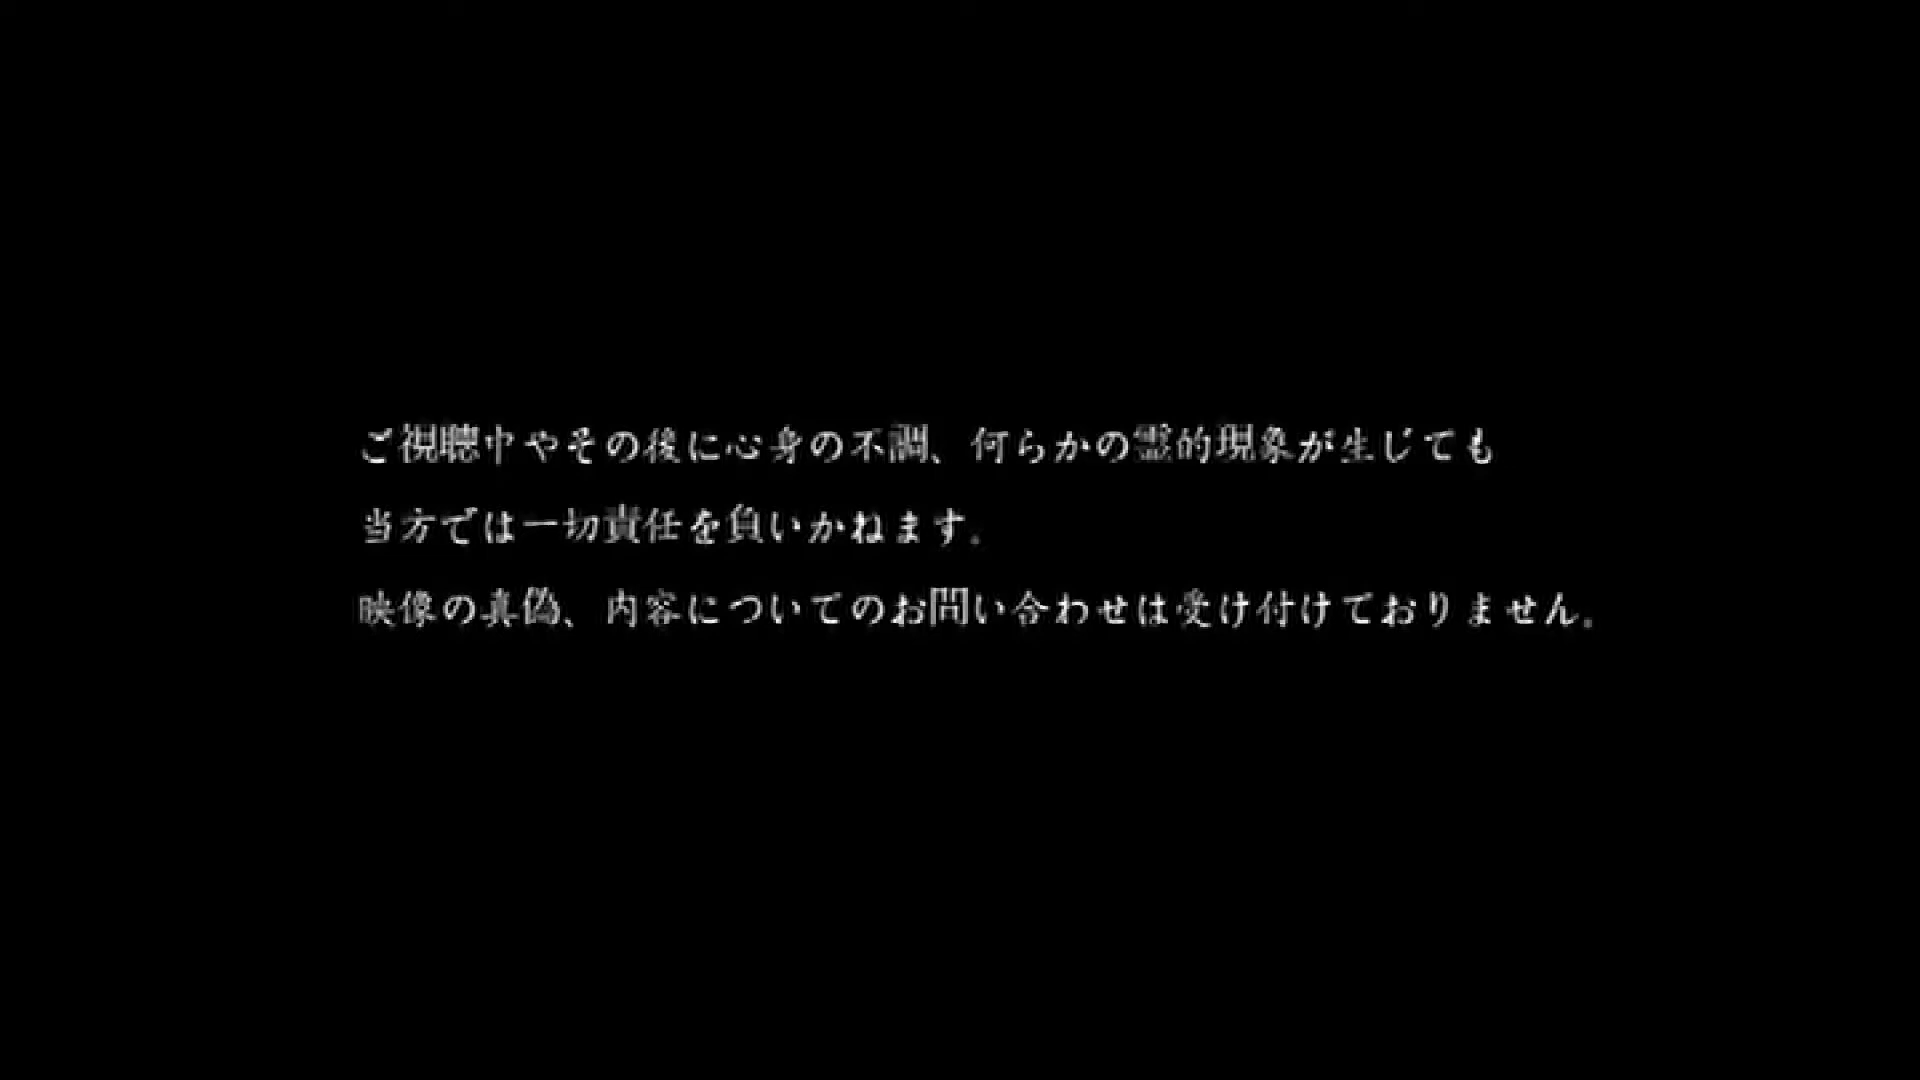 ご視聴中やその後に心身の不調、何らかの霊的現象が生じても
当方では一切責任を負いかねます。
映像の真偽、内容についてのお問い合わせは受け付けておりません。